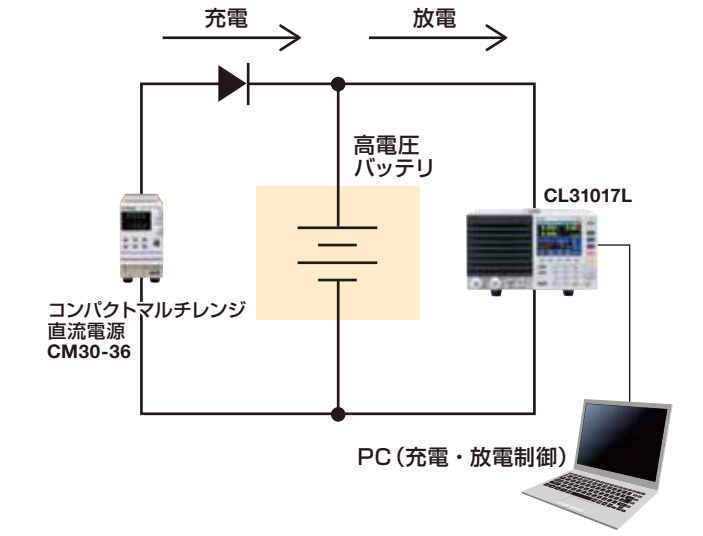 充電
放電
高電圧
バッテリ
CL31017L
コンパクトマルチレンジ
直流電源
CM30-36
PC(充電・放電制御)